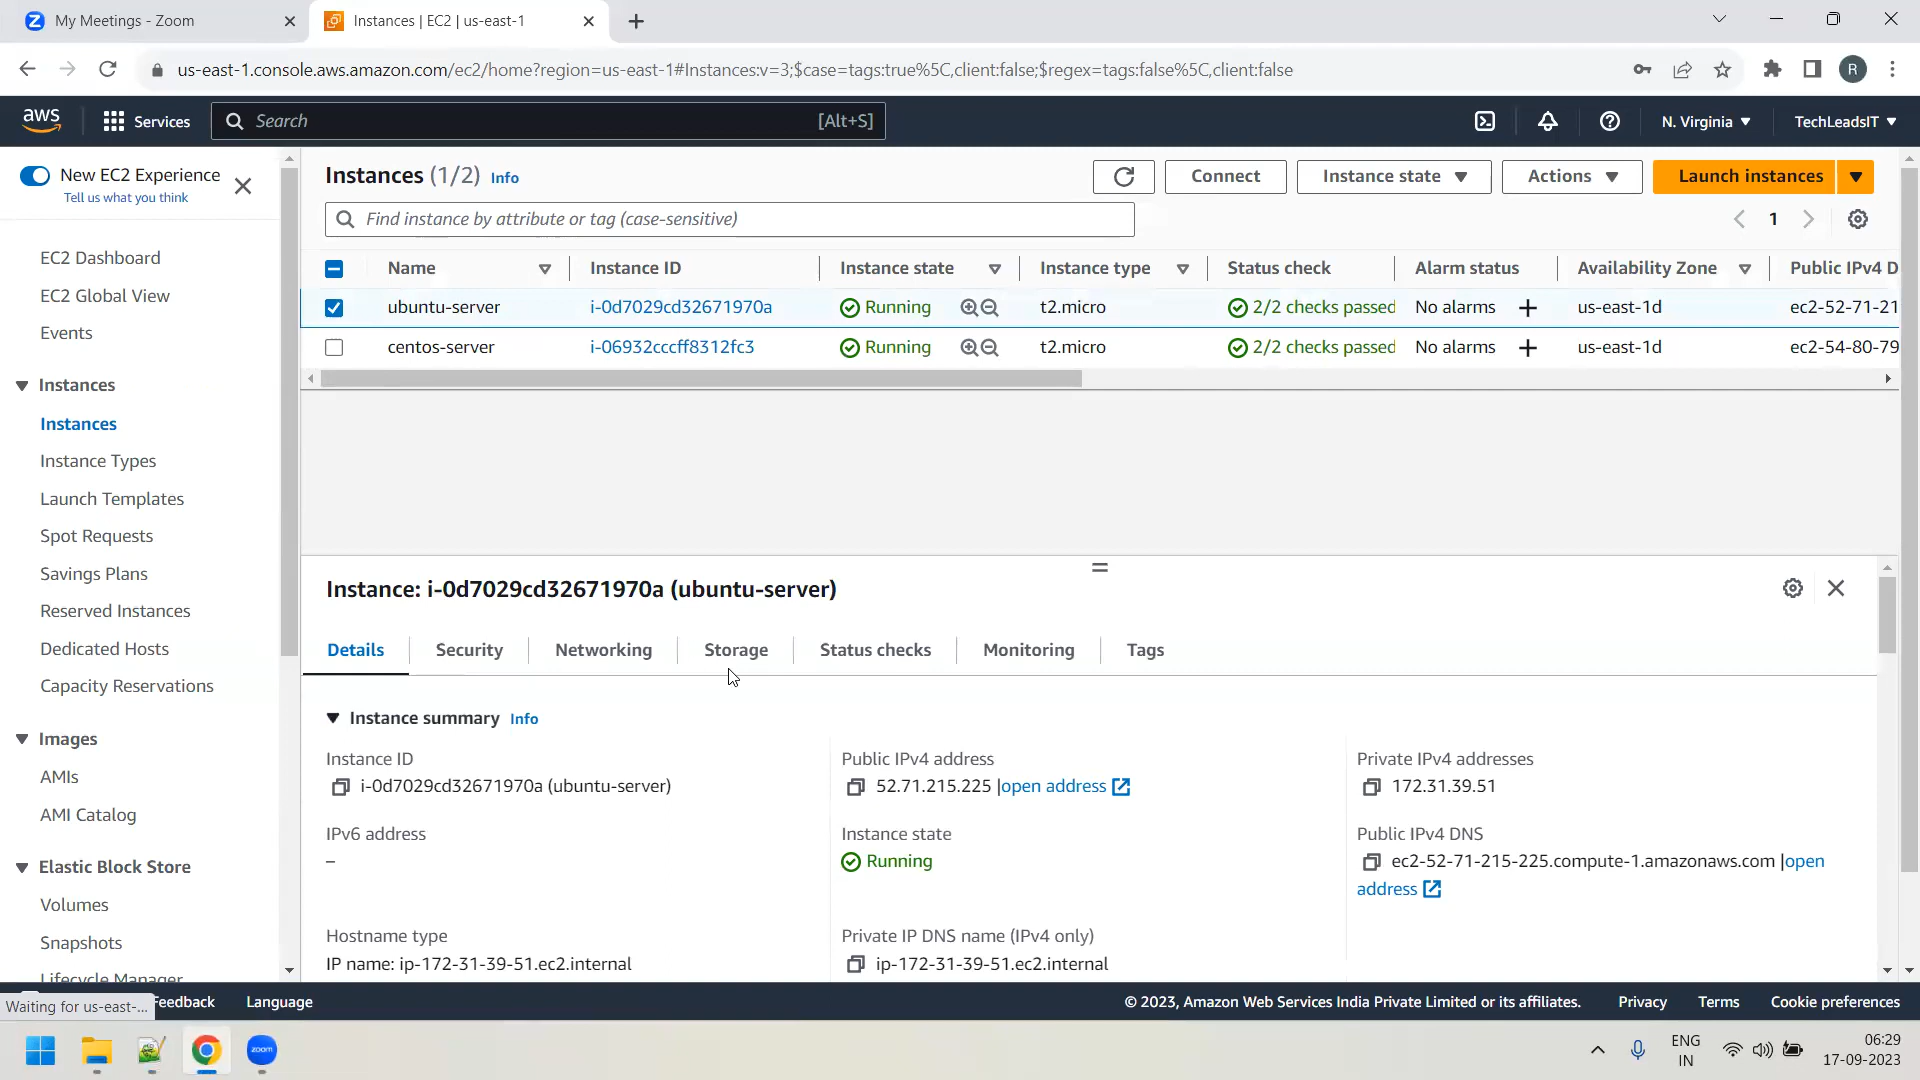 My Meetings - Zoom
Instances | EC2 | us-east-1
us-east-1.console.aws.amazon.com/ec2/home?region=us-east-1#Instances:v=3;$case=tags:true%5C,client:false;$regex=tags:false%5C,client:false
R
aws
Services
Search
[Alt+S]
N. Virginia
TechLeadsIT
New EC2 Experience
Tell us what you think
EC2 Dashboard
EC2 Global View
Events
Instances
Instances
Instance Types
Launch Templates
Spot Requests
Savings Plans
Reserved Instances
Dedicated Hosts
Capacity Reservations
Images
AMIs
AMI Catalog
Elastic Block Store
Volumes
Snapshots
Lifecycle Manager
Instances (1/2) Info
Connect
Instance state
Actions
Launch instances
Find instance by attribute or tag (case-sensitive)
1
Name Instance ID Instance state Instance type Status check Alarm status Availability Zone Public IPv4 D
ubuntu-server i-0d7029cd32671970a Running t2.micro 2/2 checks passed No alarms us-east-1d ec2-52-71-21
centos-server i-06932cccff8312fc3 Running t2.micro 2/2 checks passed No alarms us-east-1d ec2-54-80-79
Instance: i-0d7029cd32671970a (ubuntu-server)
Details Security Networking Storage Status checks Monitoring Tags
Instance summary Info
Instance ID
i-0d7029cd32671970a (ubuntu-server)
Public IPv4 address
52.71.215.225 |open address
Private IPv4 addresses
172.31.39.51
IPv6 address
–
Instance state
Running
Public IPv4 DNS
ec2-52-71-215-225.compute-1.amazonaws.com |open
address
Hostname type
IP name: ip-172-31-39-51.ec2.internal
Private IP DNS name (IPv4 only)
ip-172-31-39-51.ec2.internal
Waiting for us-east-...
Feedback
Language
© 2023, Amazon Web Services India Private Limited or its affiliates.
Privacy
Terms
Cookie preferences
zoom
ENG
IN
06:29
17-09-2023